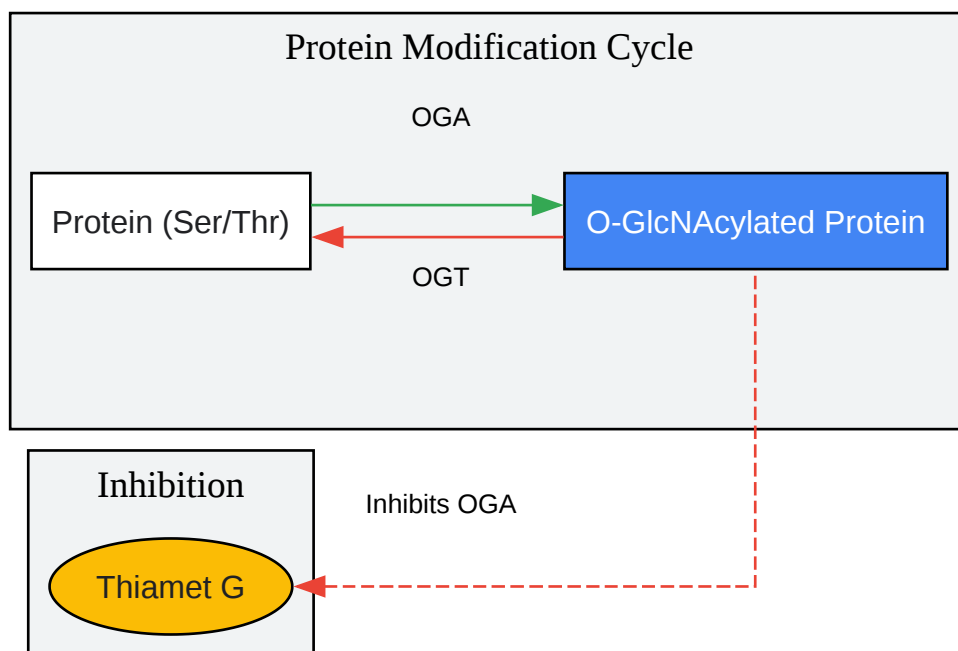 Protein Modification Cycle
OGA
Protein (Ser/Thr)
O-GlcNAcylated Protein
OGT
Inhibition
Inhibits OGA
Thiamet G